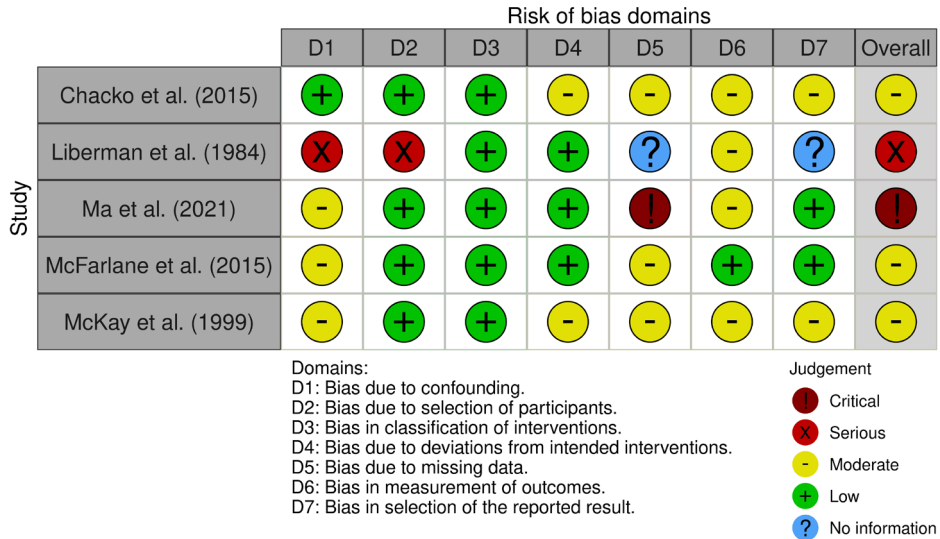 Risk of bias domains
D1 D2 D3 D4 D5 D6 D7 Overall
Study
Chacko et al. (2015) + + + - - - - -
Liberman et al. (1984) X X + + ? - ? X
Ma et al. (2021) - + + + ! - + !
McFarlane et al. (2015) - + + + - + + -
McKay et al. (1999) - + + - - - - -
Domains:
D1: Bias due to confounding.
D2: Bias due to selection of participants.
D3: Bias in classification of interventions.
D4: Bias due to deviations from intended interventions.
D5: Bias due to missing data.
D6: Bias in measurement of outcomes.
D7: Bias in selection of the reported result.
Judgement
! Critical
X Serious
- Moderate
+ Low
? No information